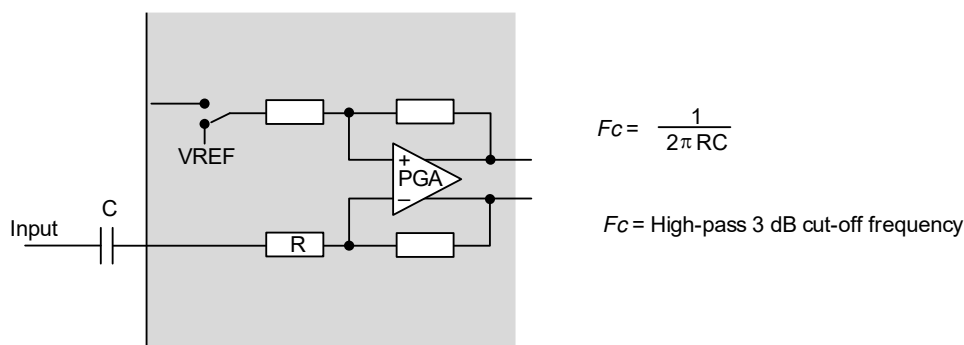 VREF
+
PGA
−
C
Input
R
Fc = 1 / 2π RC
Fc = High-pass 3 dB cut-off frequency